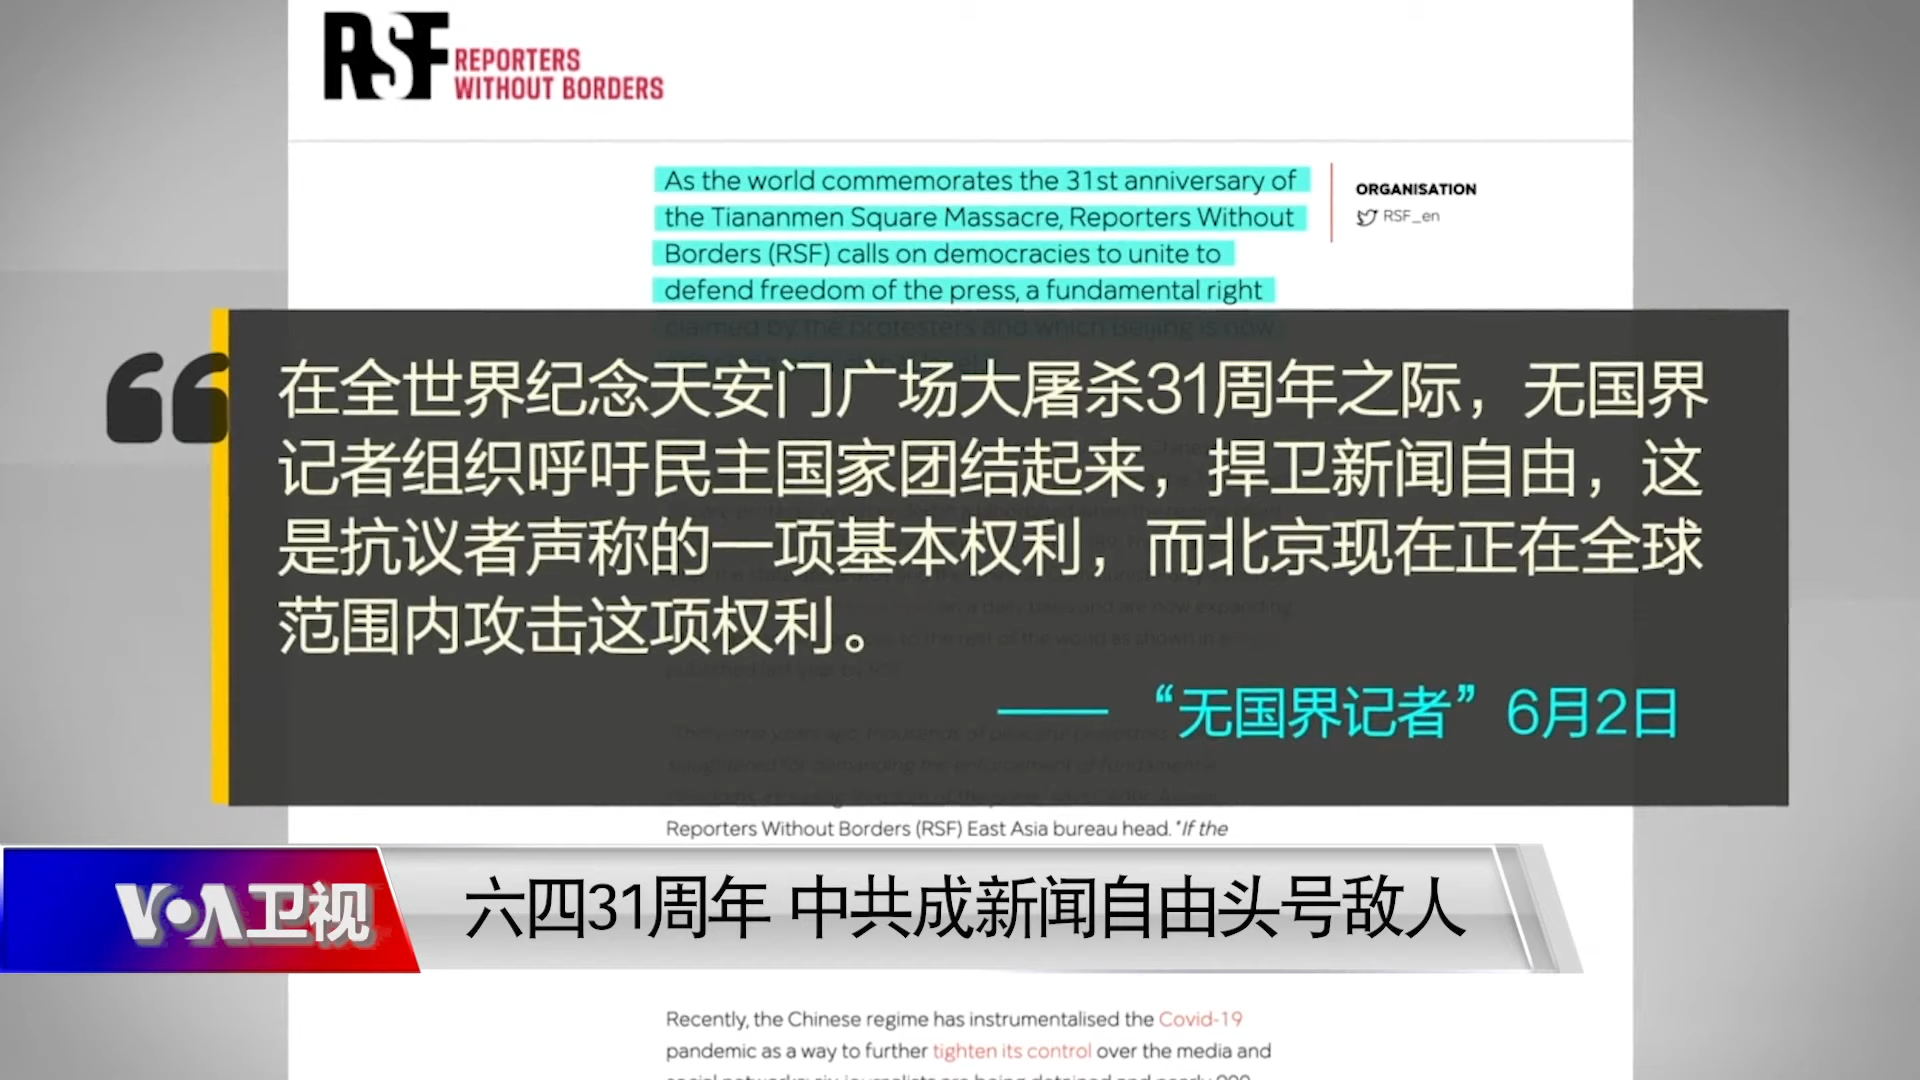 RSF REPORTERS
WITHOUT BORDERS
As the world commemorates the 31st anniversary of
the Tiananmen Square Massacre, Reporters Without
Borders (RSF) calls on democracies to unite to
defend freedom of the press, a fundamental right
claimed by the protesters and which Beijing is now
ORGANISATION
RSF_en
在全世界纪念天安门广场大屠杀31周年之际，无国界
记者组织呼吁民主国家团结起来，捍卫新闻自由，这
是抗议者声称的一项基本权利，而北京现在正在全球
范围内攻击这项权利。
——“无国界记者”6月2日
Reporters Without Borders (RSF) East Asia bureau head. "If the
VOA卫视
六四31周年 中共成新闻自由头号敌人
Recently, the Chinese regime has instrumentalised the Covid-19
pandemic as a way to further tighten its control over the media and